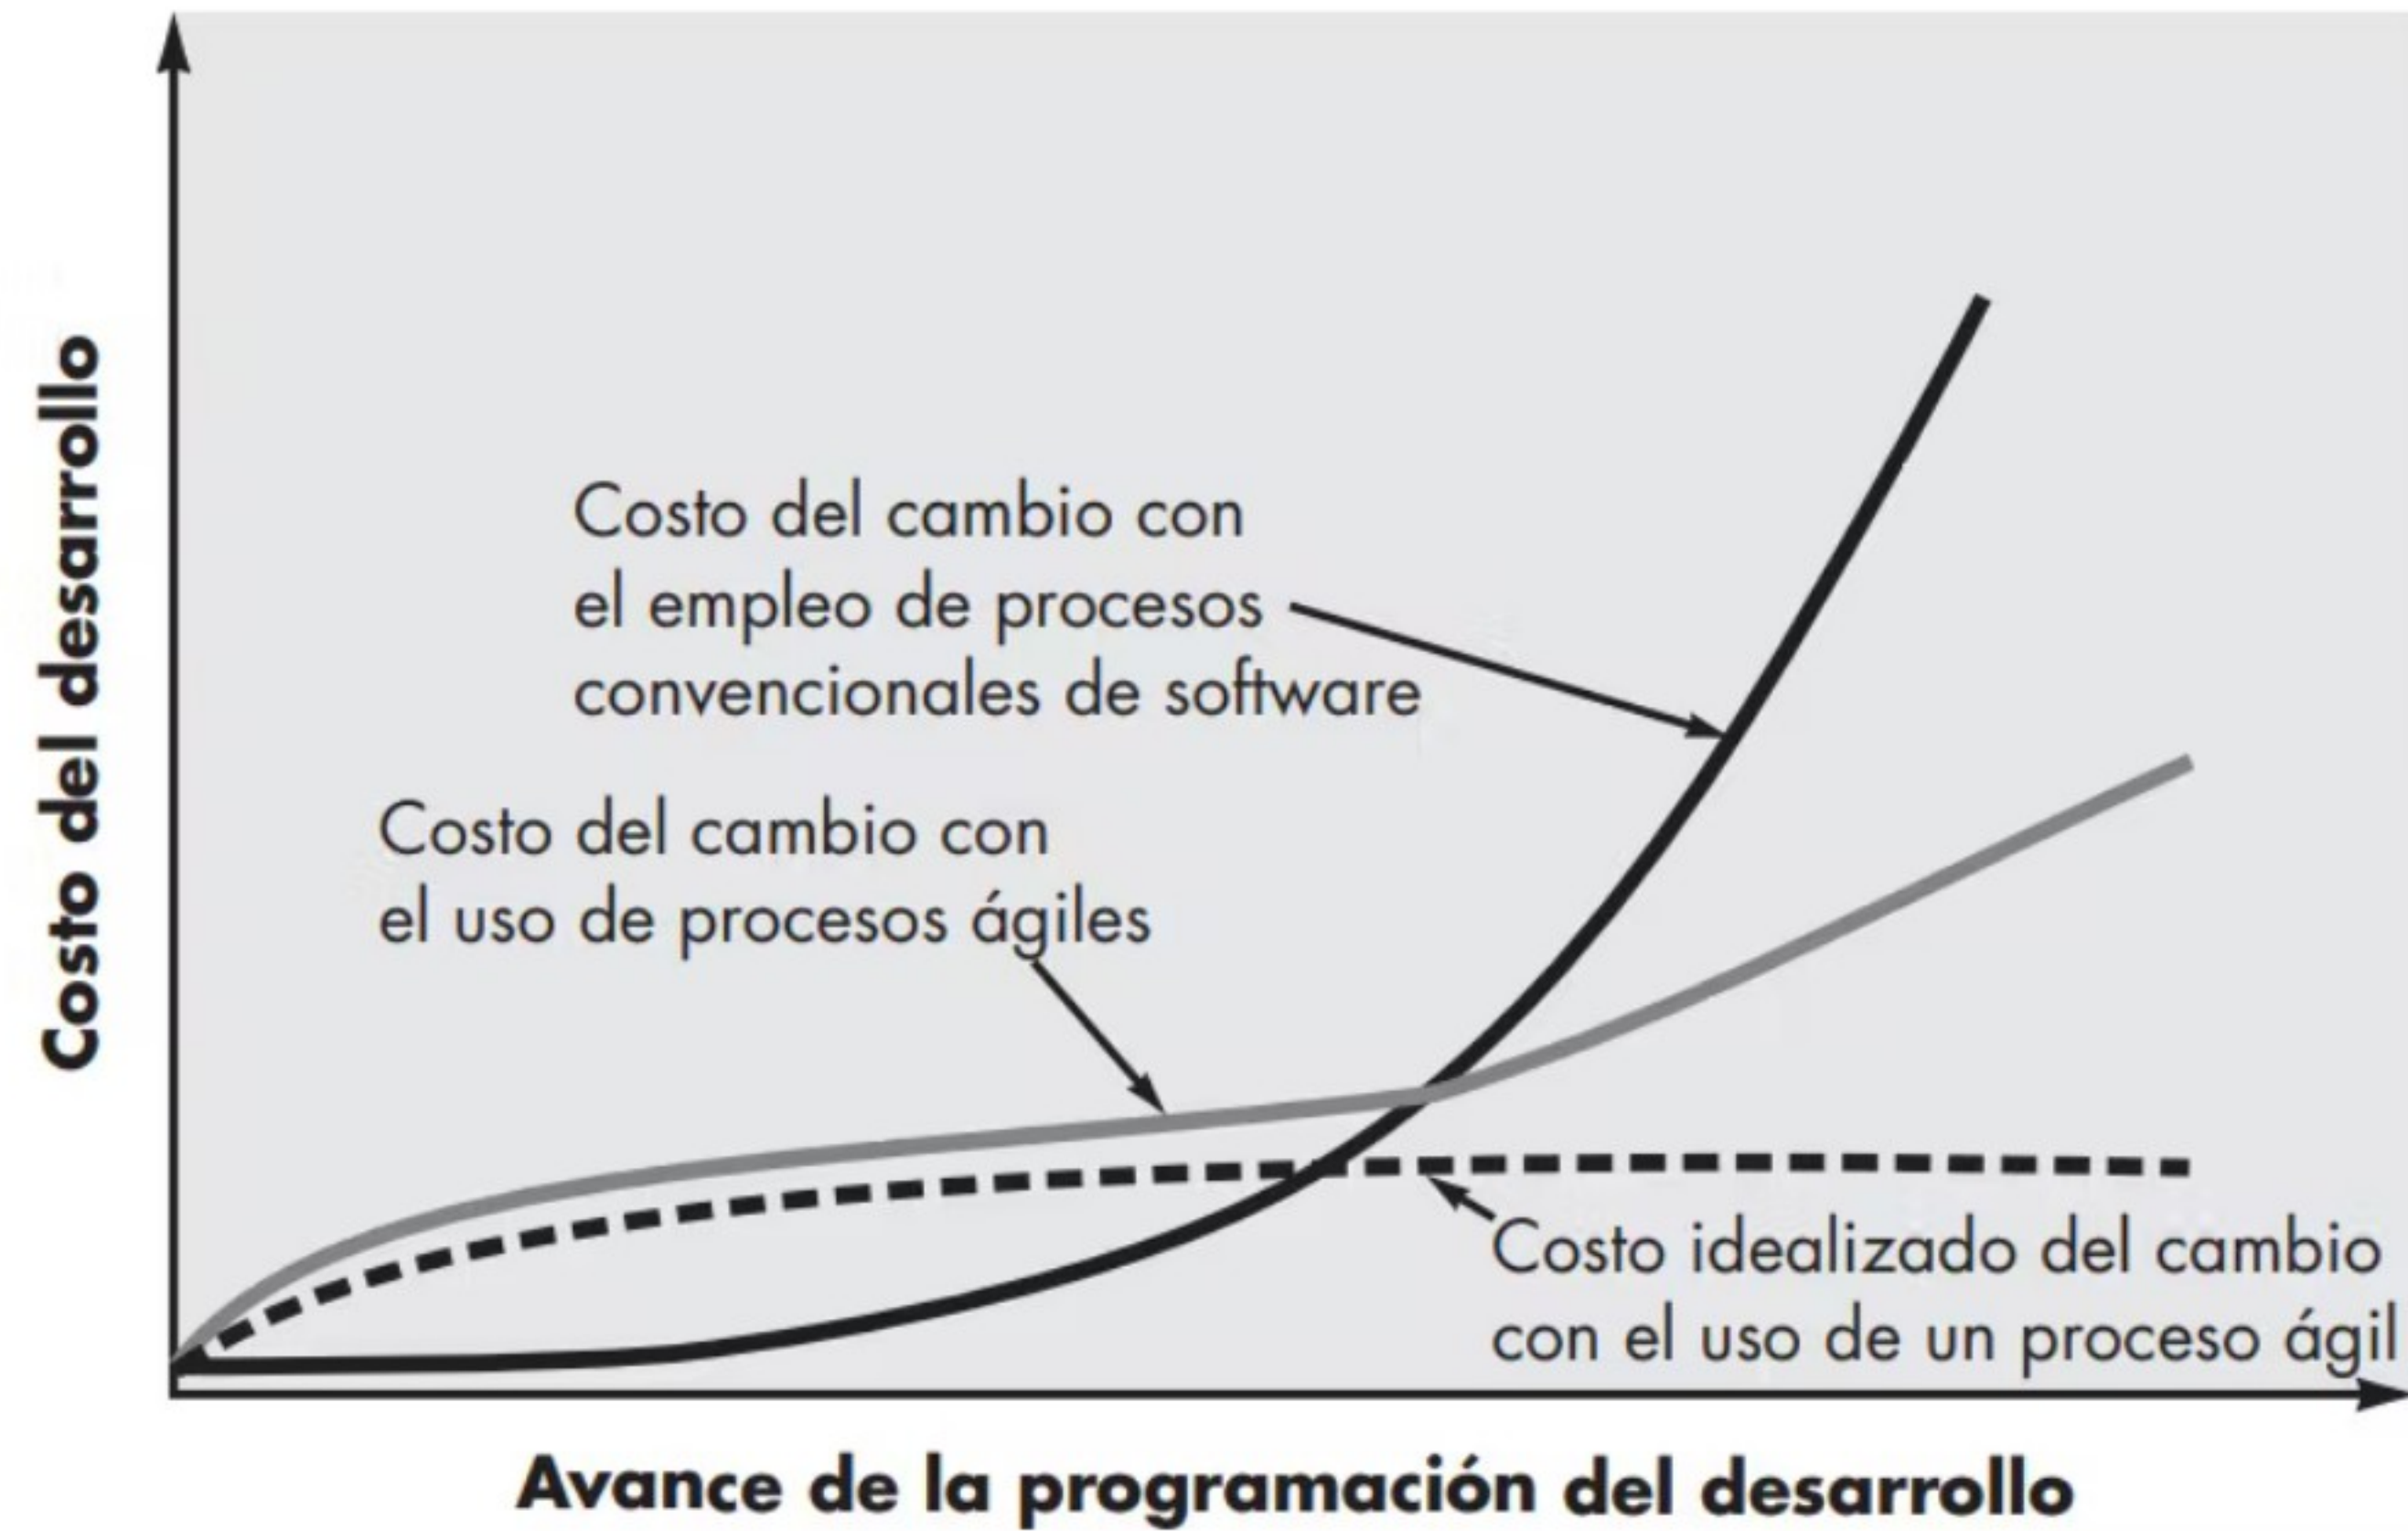 Costo del desarrollo
Costo del cambio con
el empleo de procesos
convencionales de software
Costo del cambio con
el uso de procesos ágiles
Costo idealizado del cambio
con el uso de un proceso ágil
Avance de la programación del desarrollo